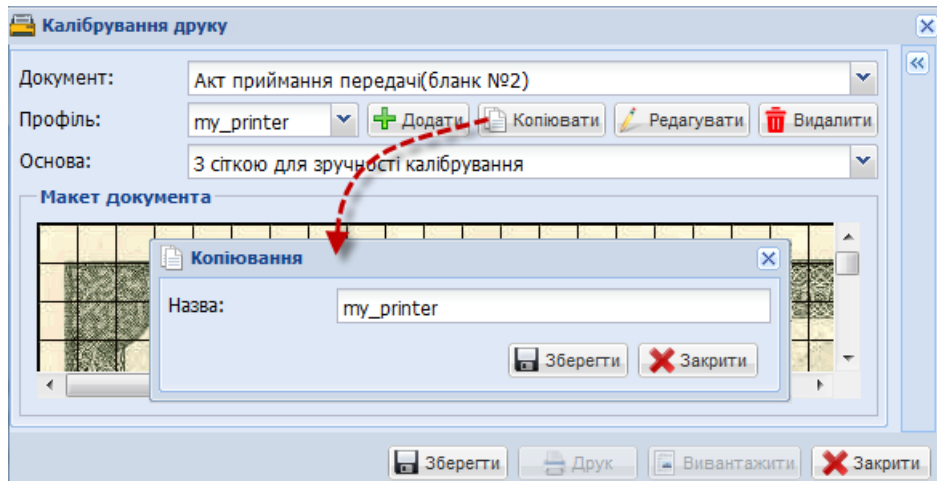 Калібрування друку
Документ: Акт приймання передачі(бланк №2)
Профіль: my_printer Додати Копіювати Редагувати Видалити
Основа: З сіткою для зручності калібрування
Макет документа
Копіювання
Назва: my_printer
Зберегти Закрити
Зберегти Друк Вивантажити Закрити